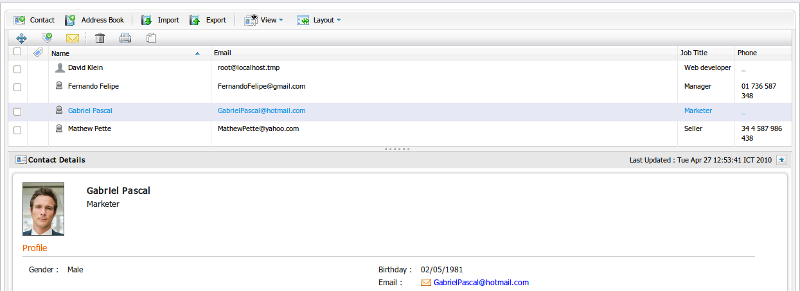 Contact Address Book Import Export View Layout
Name Email Job Title Phone
David Klein root@localhost.tmp Web developer _
Fernando Felipe FernandoFelipe@gmail.com Manager 01 736 587
348
Gabriel Pascal GabrielPascal@hotmail.com Marketer _
Mathew Pette MathewPette@yahoo.com Seller 34 4 587 986
438
Contact Details Last Updated : Tue Apr 27 12:53:41 ICT 2010
Gabriel Pascal
Marketer
Profile
Gender : Male Birthday : 02/05/1981
Email : GabrielPascal@hotmail.com